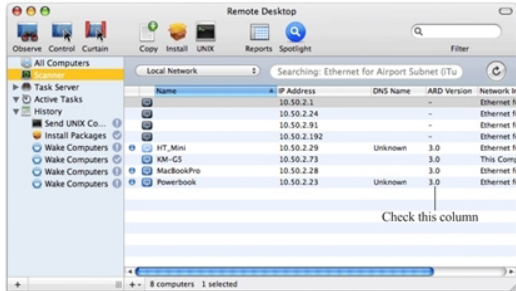 Remote Desktop
Observe Control Curtain Copy Install UNIX Reports Spotlight Filter
All Computers
Scanner
Task Server
Active Tasks
History
Send UNIX Co...
Install Packages
Wake Computers
Wake Computers
Wake Computers
Wake Computers
Local Network Searching: Ethernet for Airport Subnet (iTu
Name IP Address DNS Name ARD Version Network In
10.50.2.1 - Ethernet f
10.50.2.24 - Ethernet f
10.50.2.91 - Ethernet f
10.50.2.192 - Ethernet f
HT_Mini 10.50.2.29 Unknown 3.0 Ethernet f
KM-G5 10.50.2.73 3.0 This Comp
MacBookPro 10.50.2.28 3.0 Ethernet f
Powerbook 10.50.2.23 Unknown 3.0 Ethernet f
Check this column
8 computers 1 selected